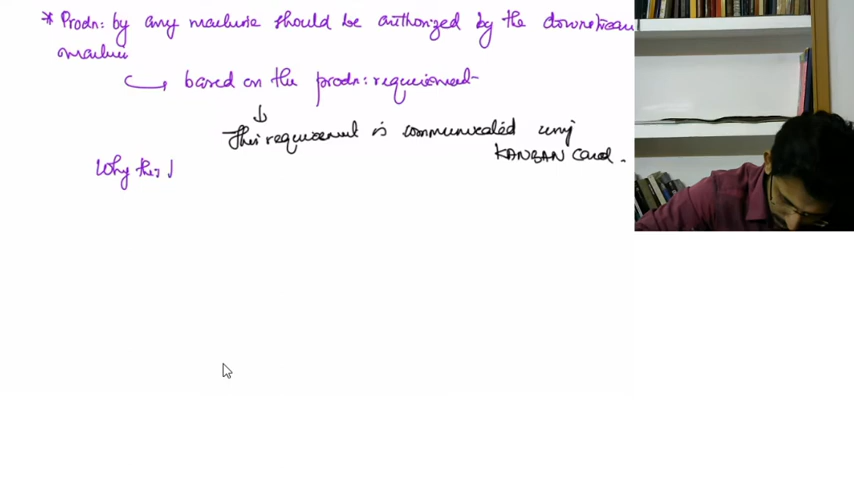 * Prodn: by any machine should be authorized by the downstream
machine
based on the prodn: requirement
This requirement is communicated using
KANBAN card.
Why this